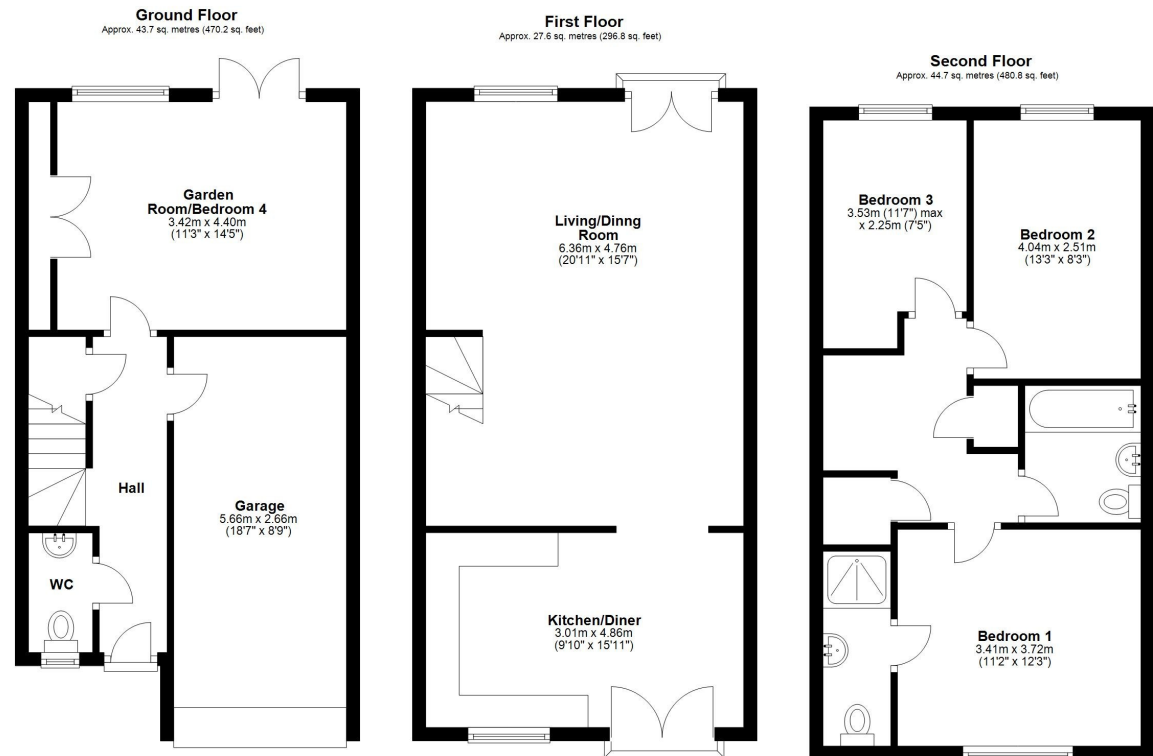 Ground Floor
Approx. 43.7 sq. metres (470.2 sq. feet)
Garden
Room/Bedroom 4
3.42m x 4.40m
(11'3" x 14'5")
Hall
Garage
5.66m x 2.66m
(18'7" x 8'9")
WC
First Floor
Approx. 27.6 sq. metres (296.8 sq. feet)
Living/Dinng
Room
6.36m x 4.76m
(20'11" x 15'7")
Kitchen/Diner
3.01m x 4.86m
(9'10" x 15'11")
Second Floor
Approx. 44.7 sq. metres (480.8 sq. feet)
Bedroom 3
3.53m (11'7") max
x 2.25m (7'5")
Bedroom 2
4.04m x 2.51m
(13'3" x 8'3")
Bedroom 1
3.41m x 3.72m
(11'2" x 12'3")